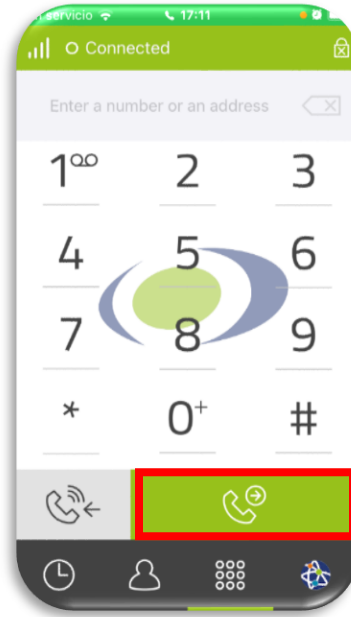 servicio 17:11
Connected
Enter a number or an address
1 2 3
4 5 6
7 8 9
* 0+ #